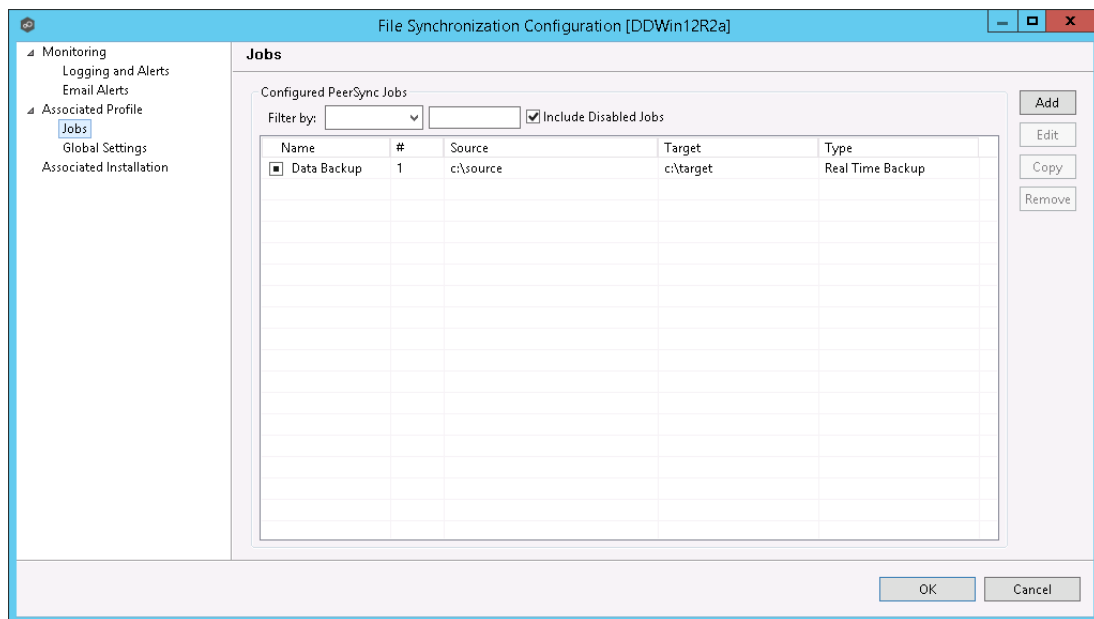 File Synchronization Configuration [DDWin12R2a]
Monitoring
Logging and Alerts
Email Alerts
Associated Profile
Jobs
Global Settings
Associated Installation
Jobs
Configured PeerSync Jobs
Filter by: Include Disabled Jobs
Name # Source Target Type
Data Backup 1 c:\source c:\target Real Time Backup
Add
Edit
Copy
Remove
OK Cancel